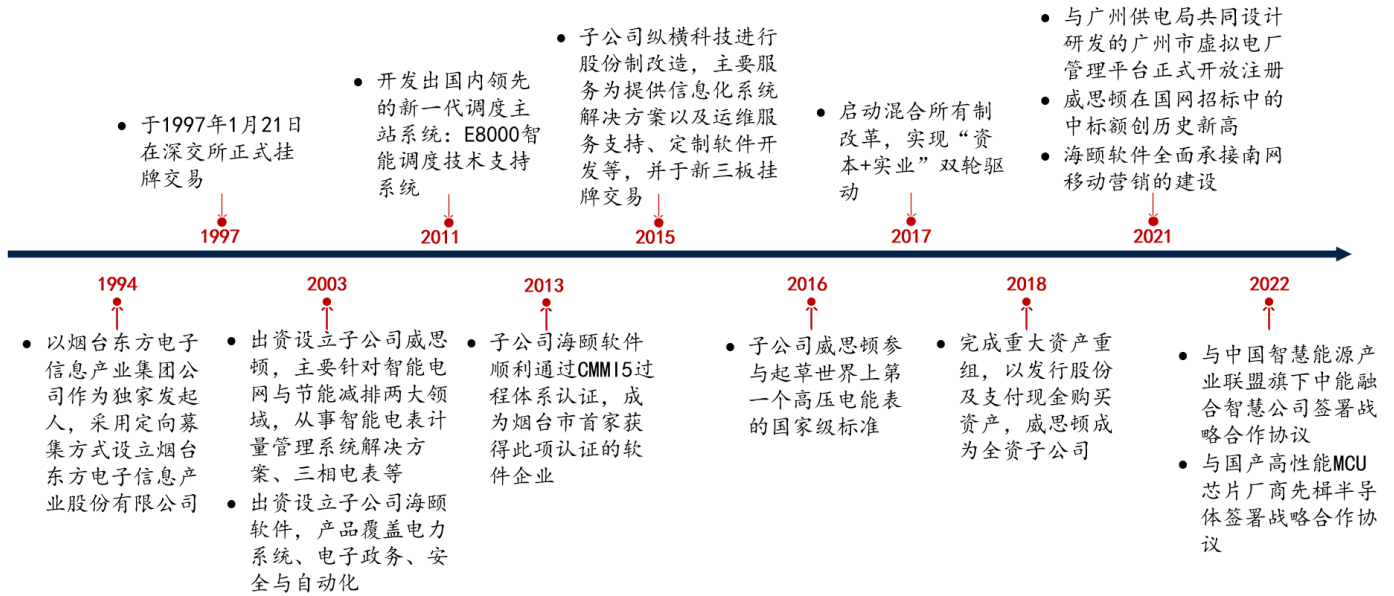 ● 于1997年1月21日
在深交所正式挂
牌交易
1997
● 开发出国内领先
的新一代调度主
站系统：E8000智
能调度技术支持
系统
2011
● 子公司纵横科技进行
股份制改造，主要服
务为提供信息化系统
解决方案以及运维服
务支持、定制软件开
发等，并于新三板挂
牌交易
2015
● 启动混合所有制
改革，实现“资
本+实业”双轮驱
动
2017
● 与广州供电局共同设计
研发的广州市虚拟电厂
管理平台正式开放注册
● 威思顿在国网招标中的
中标额创历史新高
● 海颐软件全面承接南网
移动营销的建设
2021
1994
● 以烟台东方电子
信息产业集团公
司作为独家发起
人，采用定向募
集方式设立烟台
东方电子信息产
业股份有限公司
2003
● 出资设立子公司威思
顿，主要针对智能电
网与节能减排两大领
域，从事智能电表计
量管理系统解决方
案、三相电表等
● 出资设立子公司海颐
软件，产品覆盖电力
系统、电子政务、安
全与自动化
2013
● 子公司海颐软件
顺利通过CMMI5过
程体系认证，成
为烟台市首家获
得此项认证的软
件企业
2016
● 子公司威思顿参
与起草世界上第
一个高压电能表
的国家级标准
2018
● 完成重大资产重
组，以发行股份
及支付现金购买
资产，威思顿成
为全资子公司
2022
● 与中国智慧能源产
业联盟旗下中能融
合智慧公司签署战
略合作协议
● 与国产高性能MCU
芯片厂商先楫半导
体签署战略合作协
议